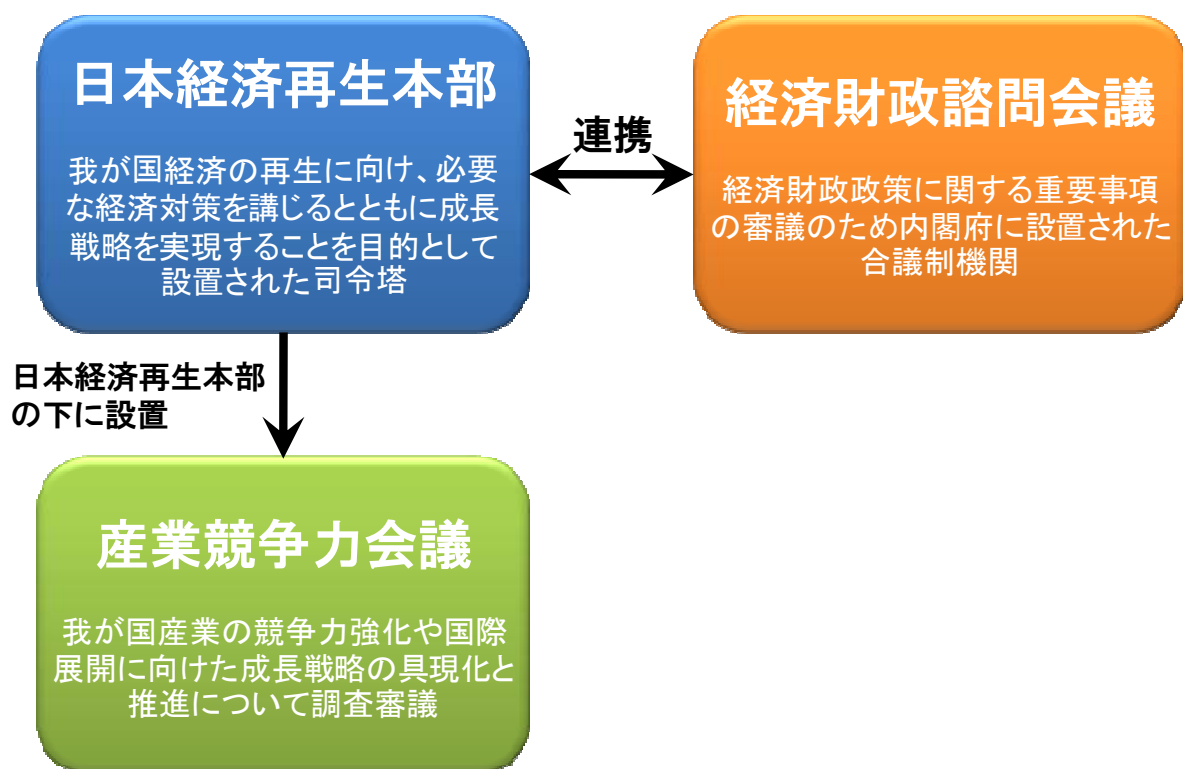 日本経済再生本部
我が国経済の再生に向け、必要
な経済対策を講じるとともに成長
戦略を実現することを目的として
設置された司令塔
連携
経済財政諮問会議
経済財政政策に関する重要事項
の審議のため内閣府に設置された
合議制機関
日本経済再生本部
の下に設置
産業競争力会議
我が国産業の競争力強化や国際
展開に向けた成長戦略の具現化と
推進について調査審議